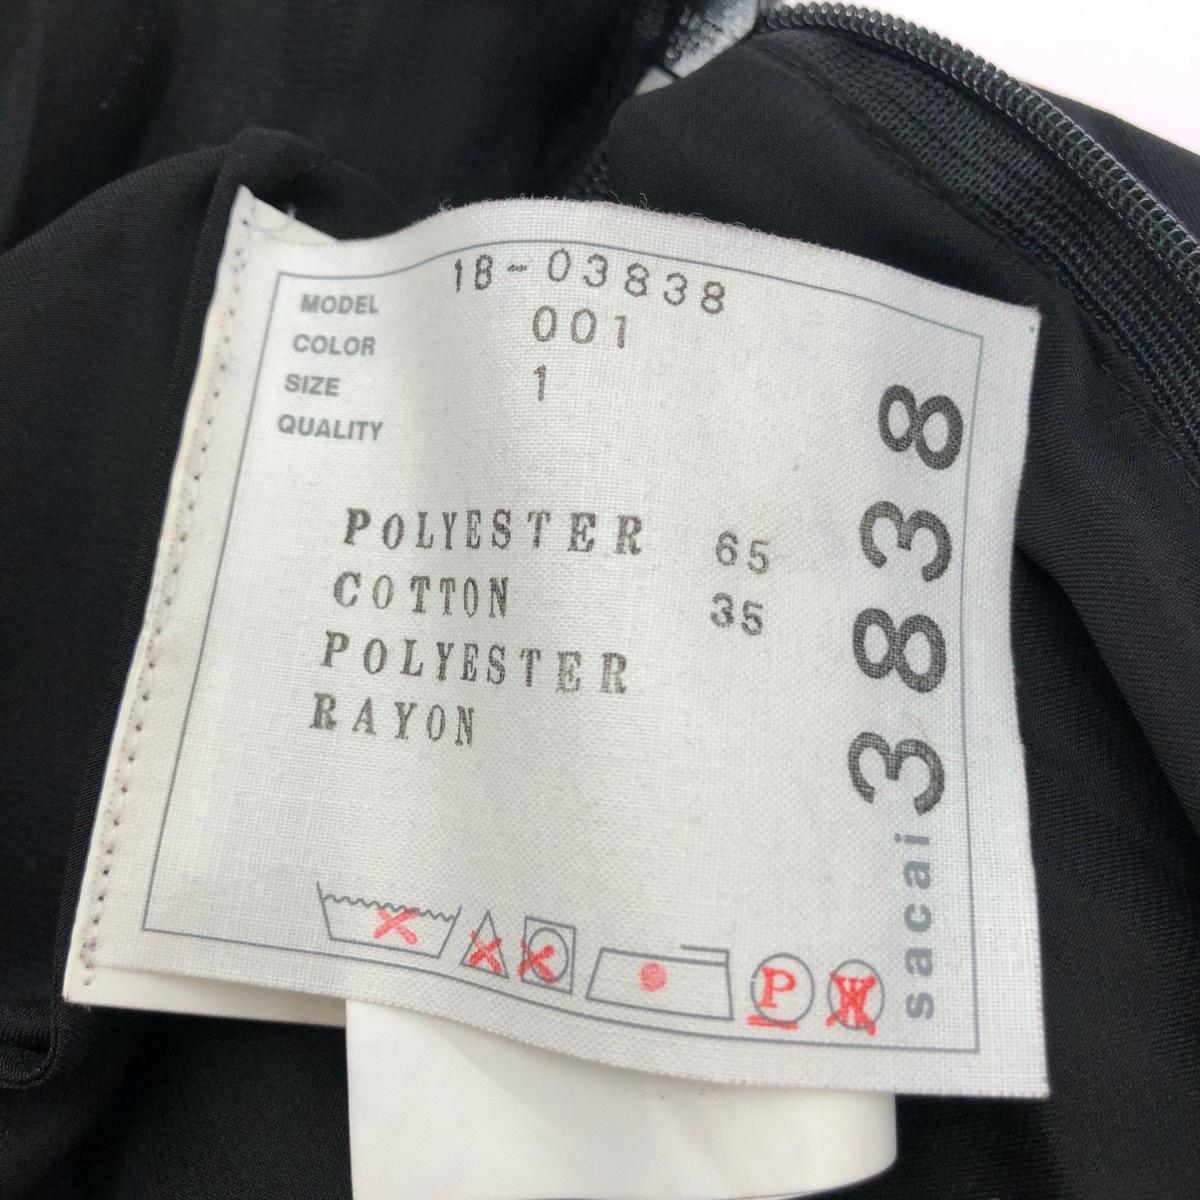 MODEL 18-03838
COLOR 001
SIZE 1
QUALITY
POLYESTER 65
COTTON 35
POLYESTER
RAYON
sacai 3838
P
W